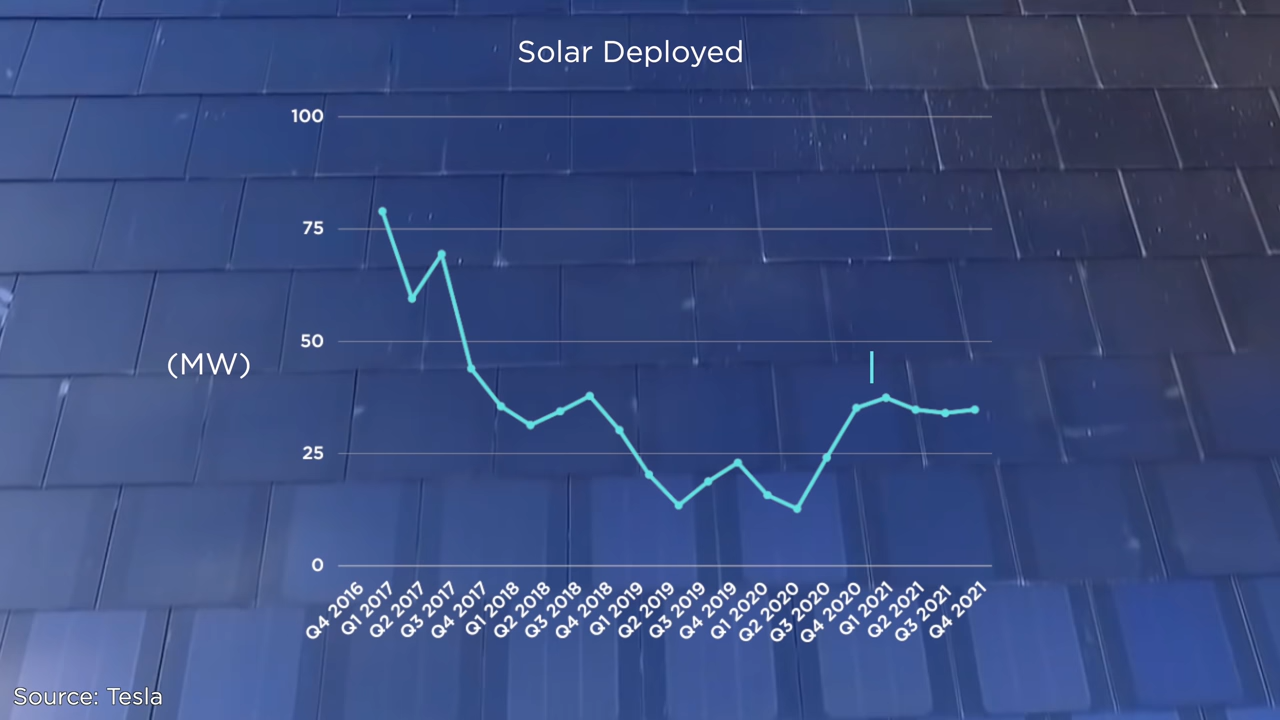 Solar Deployed
(MW)
100
75
50
25
0
Q4 2016
Q1 2017
Q2 2017
Q3 2017
Q4 2017
Q1 2018
Q2 2018
Q3 2018
Q4 2018
Q1 2019
Q2 2019
Q3 2019
Q4 2019
Q1 2020
Q2 2020
Q3 2020
Q4 2020
Q1 2021
Q2 2021
Q3 2021
Q4 2021
Source: Tesla